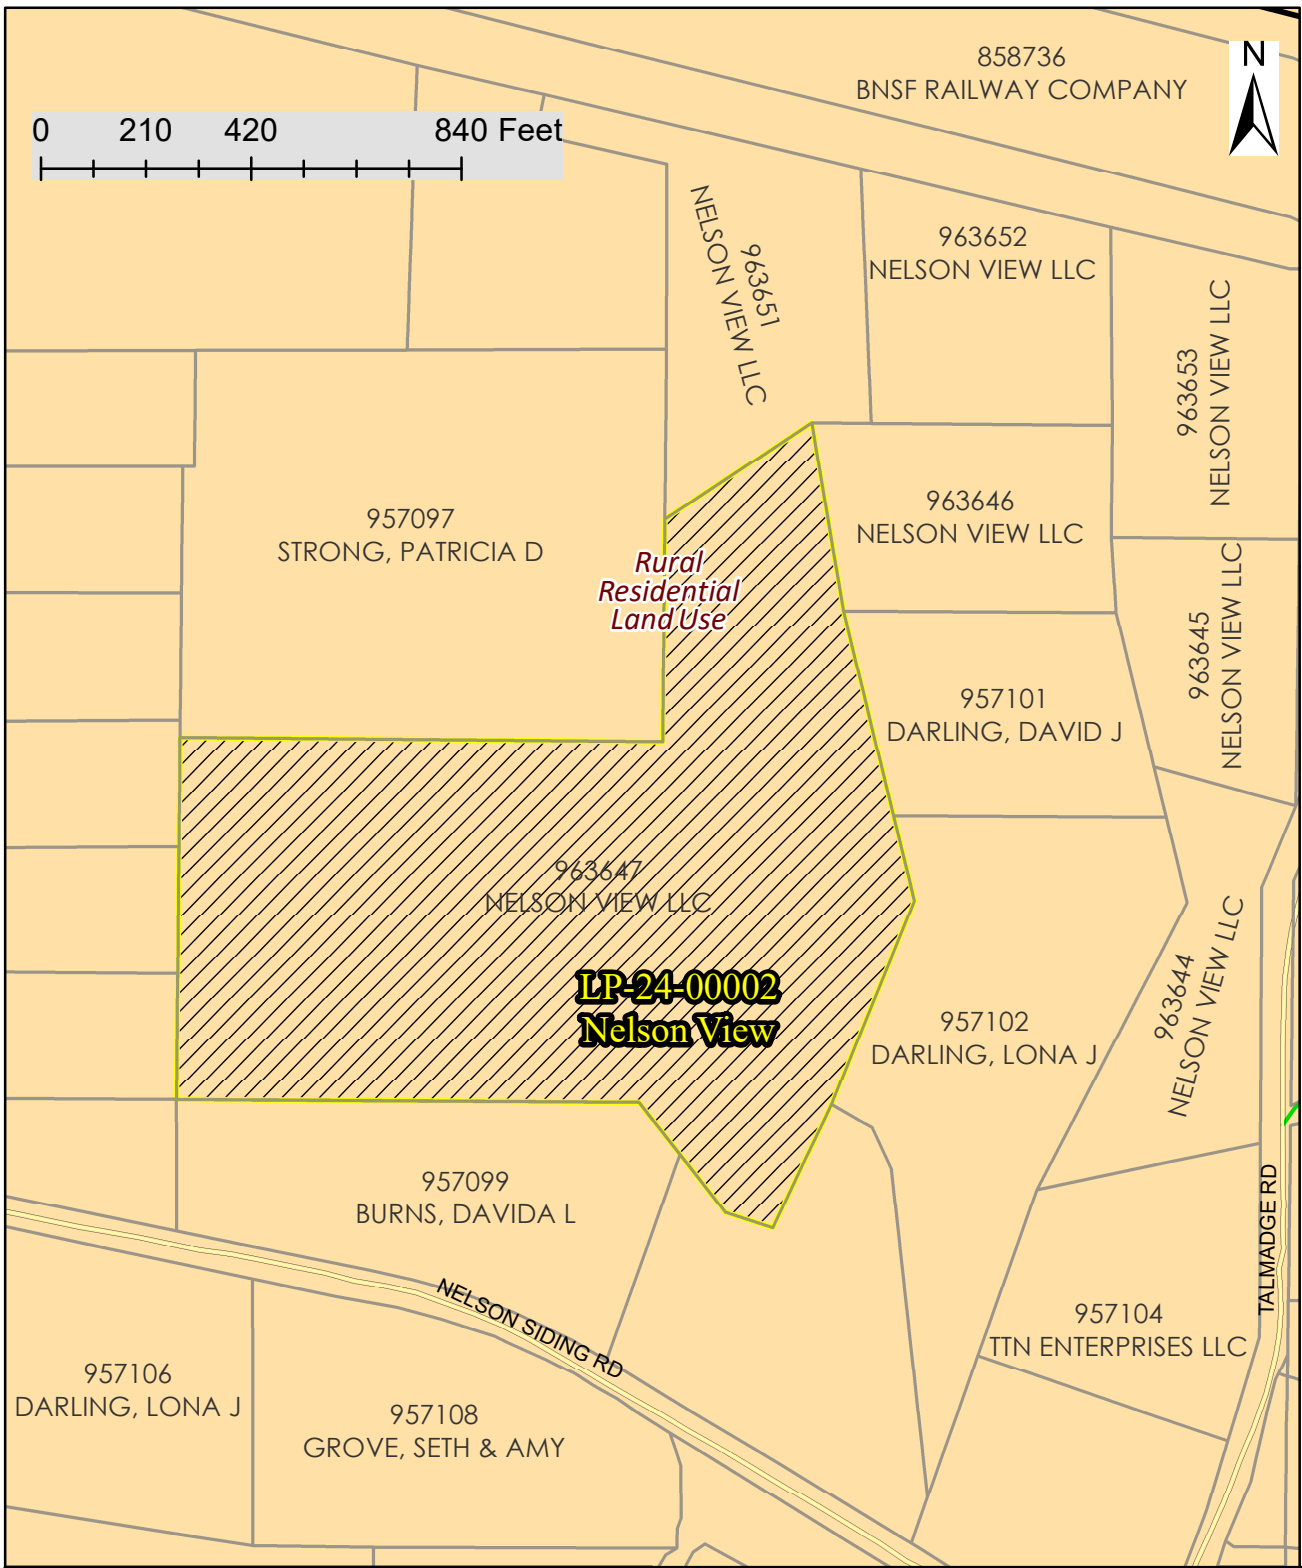 858736
BNSF RAILWAY COMPANY
N
0 210 420 840 Feet
963651
NELSON VIEW LLC
963652
NELSON VIEW LLC
963653
NELSON VIEW LLC
957097
STRONG, PATRICIA D
963646
NELSON VIEW LLC
Rural
Residential
Land Use
963645
NELSON VIEW LLC
957101
DARLING, DAVID J
963647
NELSON VIEW LLC
LP-24-00002
Nelson View
957102
DARLING, LONA J
963644
NELSON VIEW LLC
957099
BURNS, DAVIDA L
TALMADGE RD
NELSON SIDING RD
957104
TTN ENTERPRISES LLC
957106
DARLING, LONA J
957108
GROVE, SETH & AMY